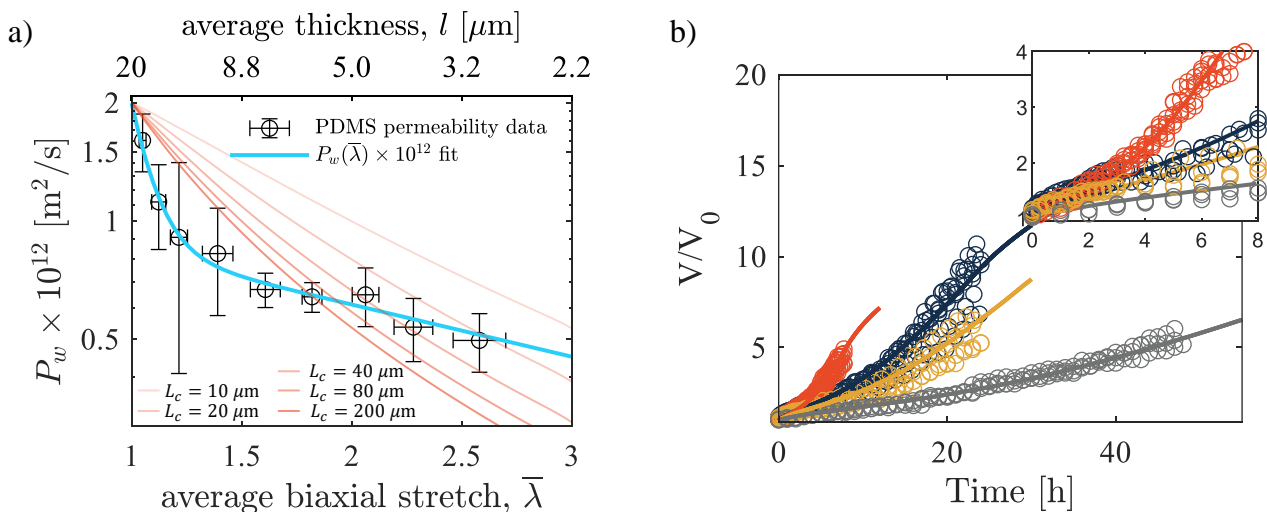 a)
average thickness, l [μm]
20 8.8 5.0 3.2 2.2
2
1.5
1
0.5
P_w × 10^12 [m^2/s]
PDMS permeability data
P_w(λ̄) × 10^12 fit
L_c = 10 μm
L_c = 20 μm
L_c = 40 μm
L_c = 80 μm
L_c = 200 μm
1 1.5 2 2.5 3
average biaxial stretch, λ̄
b)
20
15
10
5
V/V_0
0 20 40
Time [h]
4
3
2
1
0 2 4 6 8